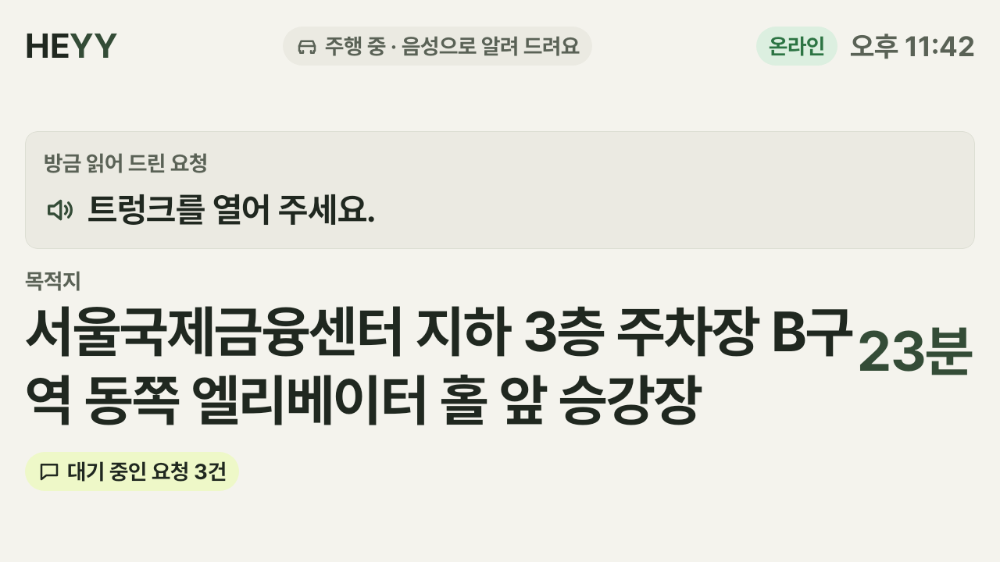 HEYY
주행 중 · 음성으로 알려 드려요
온라인
오후 11:42
방금 읽어 드린 요청
트렁크를 열어 주세요.
목적지
서울국제금융센터 지하 3층 주차장 B구
역 동쪽 엘리베이터 홀 앞 승강장
23분
대기 중인 요청 3건